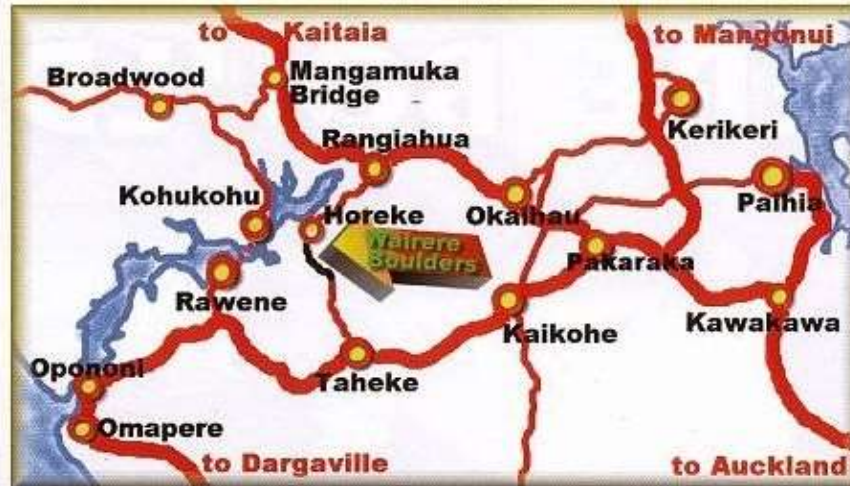 to Kaitaia
to Mangonui
Broadwood
Mangamuka
Bridge
Kerikeri
Rangiahua
Kohukohu
Horeke
Okaihau
Paihia
Wairere
Boulders
Pakaraka
Rawene
Kaikohe
Kawakawa
Opononi
Taheke
Omapere
to Dargaville
to Auckland